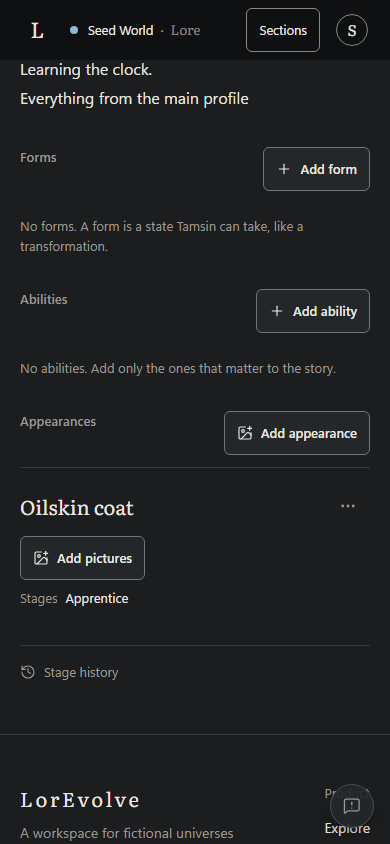 L
Seed World · Lore
Sections
S
Learning the clock.
Everything from the main profile
Forms
Add form
No forms. A form is a state Tamsin can take, like a
transformation.
Abilities
Add ability
No abilities. Add only the ones that matter to the story.
Appearances
Add appearance
Oilskin coat
Add pictures
Stages Apprentice
Stage history
LorEvolve
A workspace for fictional universes
Explore